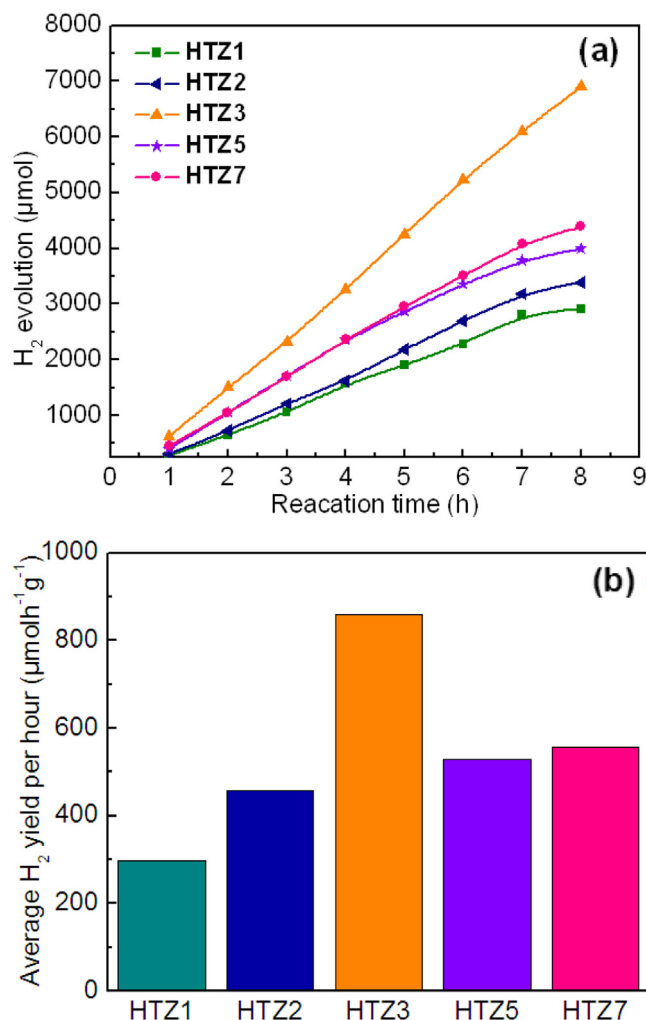 (a)
HTZ1
HTZ2
HTZ3
HTZ5
HTZ7
H₂ evolution (μmol)
8000
7000
6000
5000
4000
3000
2000
1000
0 1 2 3 4 5 6 7 8 9
Reacation time (h)
(b)
Average H₂ yield per hour (μmolh⁻¹g⁻¹)
1000
800
600
400
200
0
HTZ1 HTZ2 HTZ3 HTZ5 HTZ7